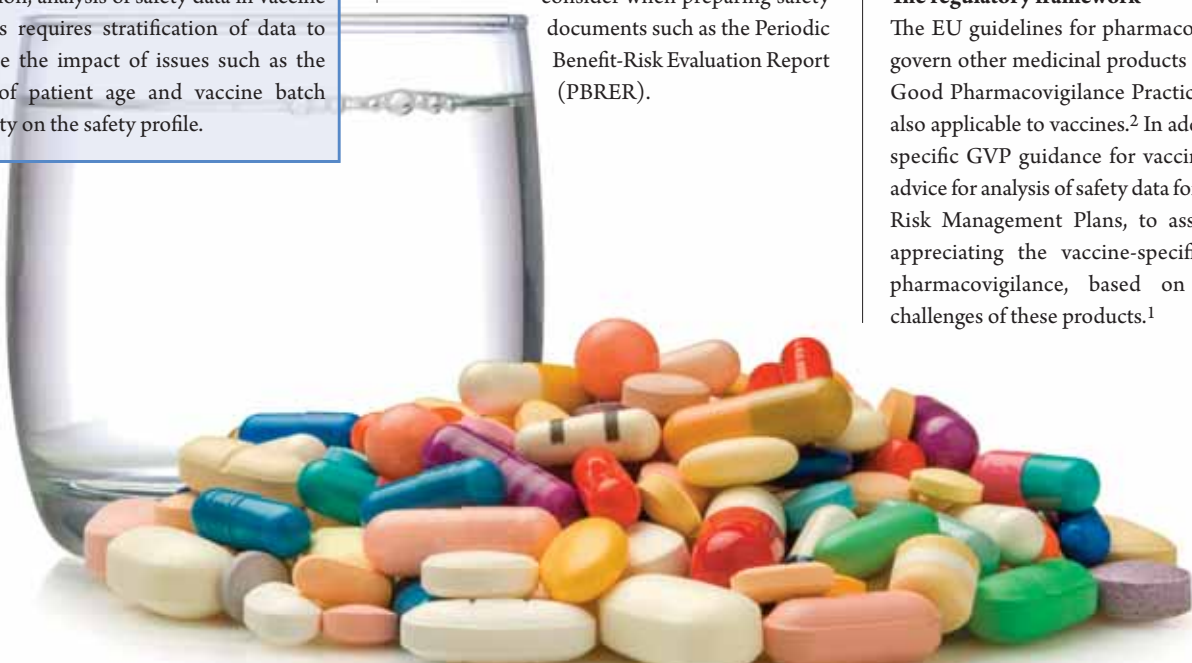 ion, analysis of safety data in vaccine
s requires stratification of data to
e the impact of issues such as the
of patient age and vaccine batch
ty on the safety profile.
consider when preparing safety
documents such as the Periodic
Benefit-Risk Evaluation Report
(PBRER).
The regulatory framework
The EU guidelines for pharmaco
govern other medicinal products
Good Pharmacovigilance Practic
also applicable to vaccines.² In add
specific GVP guidance for vaccin
advice for analysis of safety data fo
Risk Management Plans, to ass
appreciating the vaccine-specifi
pharmacovigilance, based on
challenges of these products.¹